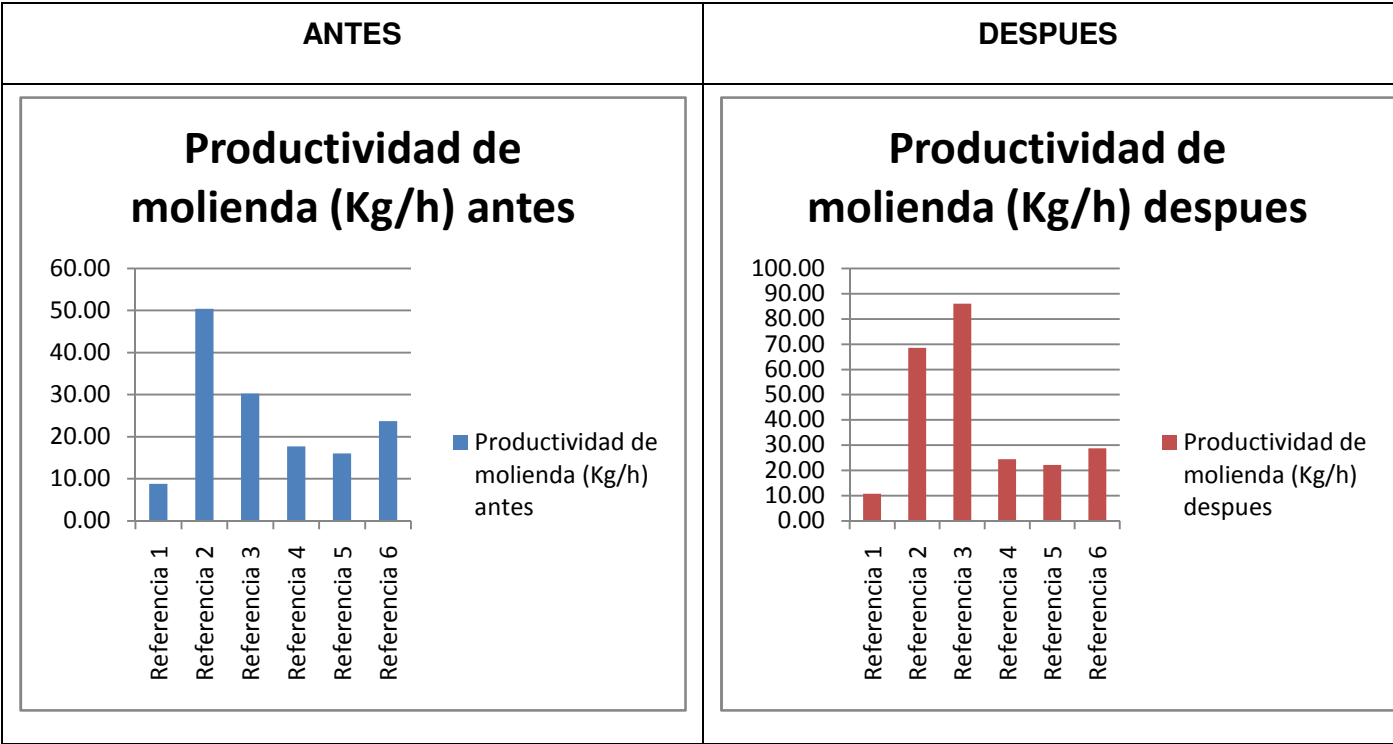 ANTES
DESPUES
Productividad de
molienda (Kg/h) antes
60.00
50.00
40.00
30.00
20.00
10.00
0.00
Referencia 1
Referencia 2
Referencia 3
Referencia 4
Referencia 5
Referencia 6
Productividad de
molienda (Kg/h)
antes
Productividad de
molienda (Kg/h) despues
100.00
90.00
80.00
70.00
60.00
50.00
40.00
30.00
20.00
10.00
0.00
Referencia 1
Referencia 2
Referencia 3
Referencia 4
Referencia 5
Referencia 6
Productividad de
molienda (Kg/h)
despues